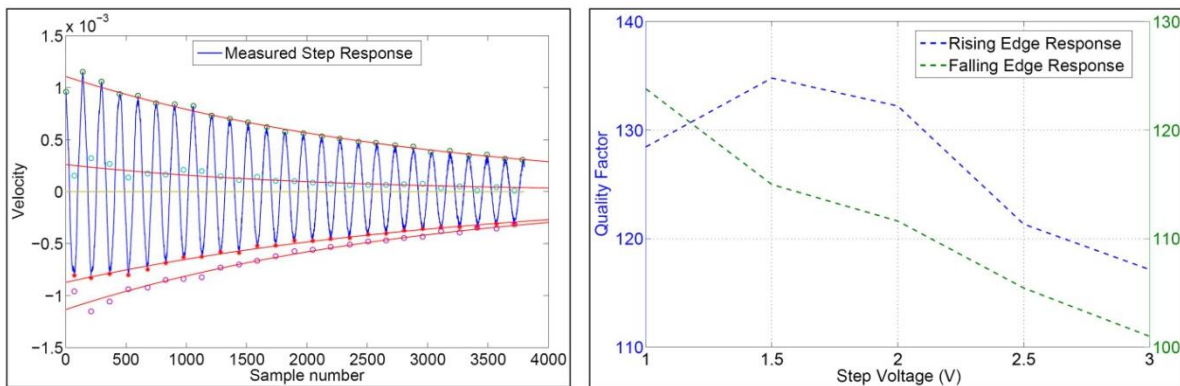 × 10⁻³
1.5
1
0.5
0
−0.5
−1
−1.5
Velocity
Measured Step Response
0 500 1000 1500 2000 2500 3000 3500 4000
Sample number
140
130
120
110
Quality Factor
Rising Edge Response
Falling Edge Response
130
120
110
100
1 1.5 2 2.5 3
Step Voltage (V)